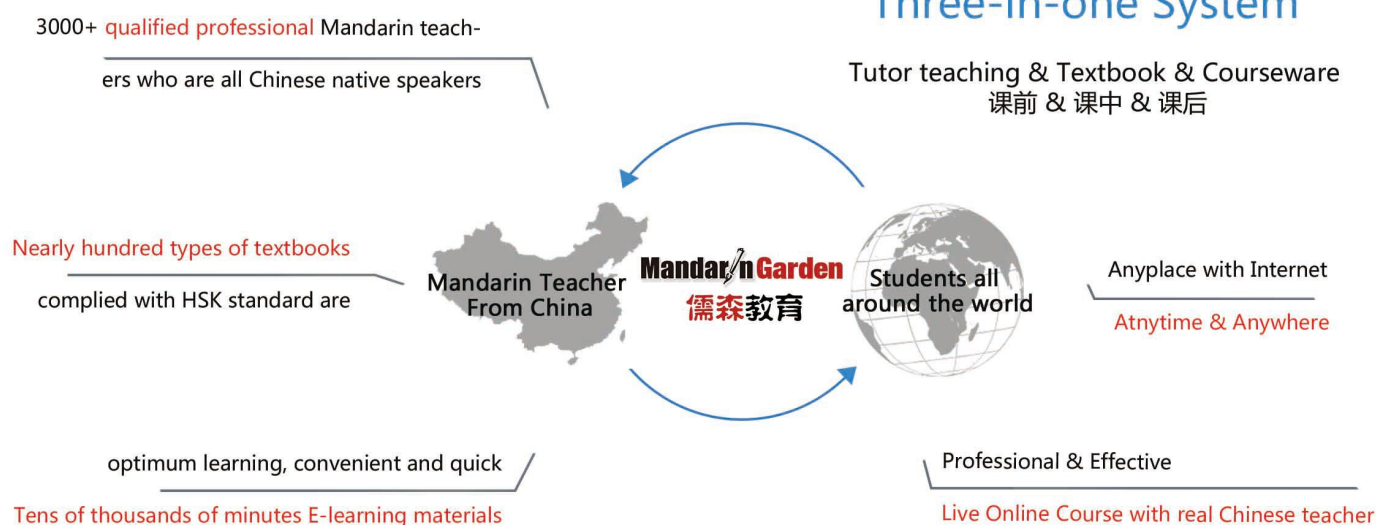 Three-in-one System
Tutor teaching & Textbook & Courseware
课前 & 课中 & 课后
3000+ qualified professional Mandarin teach-
ers who are all Chinese native speakers
Nearly hundred types of textbooks
complied with HSK standard are
optimum learning, convenient and quick
Tens of thousands of minutes E-learning materials
Mandarin Teacher
From China
Mandarin Garden
儒森教育
Students all
around the world
Anyplace with Internet
Atnytime & Anywhere
Professional & Effective
Live Online Course with real Chinese teacher